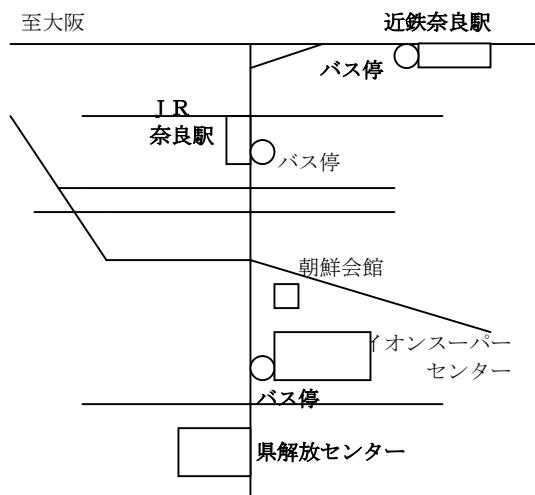 至大阪
近鉄奈良駅
バス停
ＪＲ
奈良駅
バス停
朝鮮会館
イオンスーパー
センター
バス停
県解放センター